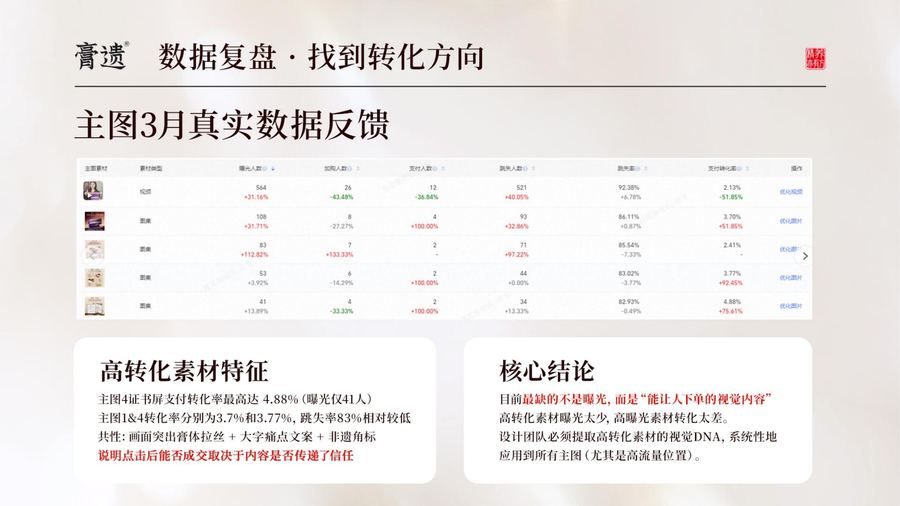 膏遗® 数据复盘·找到转化方向
主图3月真实数据反馈
主图素材 素材类型 曝光人数 加购人数 支付人数 跳失人数 跳失率 支付转化率 操作
视频 564 26 12 521 92.38% 2.13% 优化视频
+31.16% -43.48% -36.84% +40.05% +6.78% -51.85%
图集 108 8 4 93 86.11% 3.70% 优化图片
+31.71% -27.27% +100.00% +32.86% +0.87% +51.85%
图集 83 7 2 71 85.54% 2.41% 优化图
+112.82% +133.33% - +97.22% -7.33% -
图集 53 6 2 44 83.02% 3.77% 优化图片
+3.92% -14.29% +100.00% +0.00% -3.77% +92.45%
图集 41 4 2 34 82.93% 4.88% 优化图片
+13.89% -33.33% +100.00% +13.33% -0.49% +75.61%
高转化素材特征
主图4证书屏支付转化率最高达 4.88%（曝光仅41人）
主图1&4转化率分别为3.7%和3.77%, 跳失率83%相对较低
共性: 画面突出膏体拉丝 + 大字痛点文案 + 非遗角标
说明点击后能否成交取决于内容是否传递了信任
核心结论
目前最缺的不是曝光, 而是“能让人下单的视觉内容”
高转化素材曝光太少, 高曝光素材转化太差。
设计团队必须提取高转化素材的视觉DNA, 系统性地
应用到所有主图（尤其是高流量位置）。